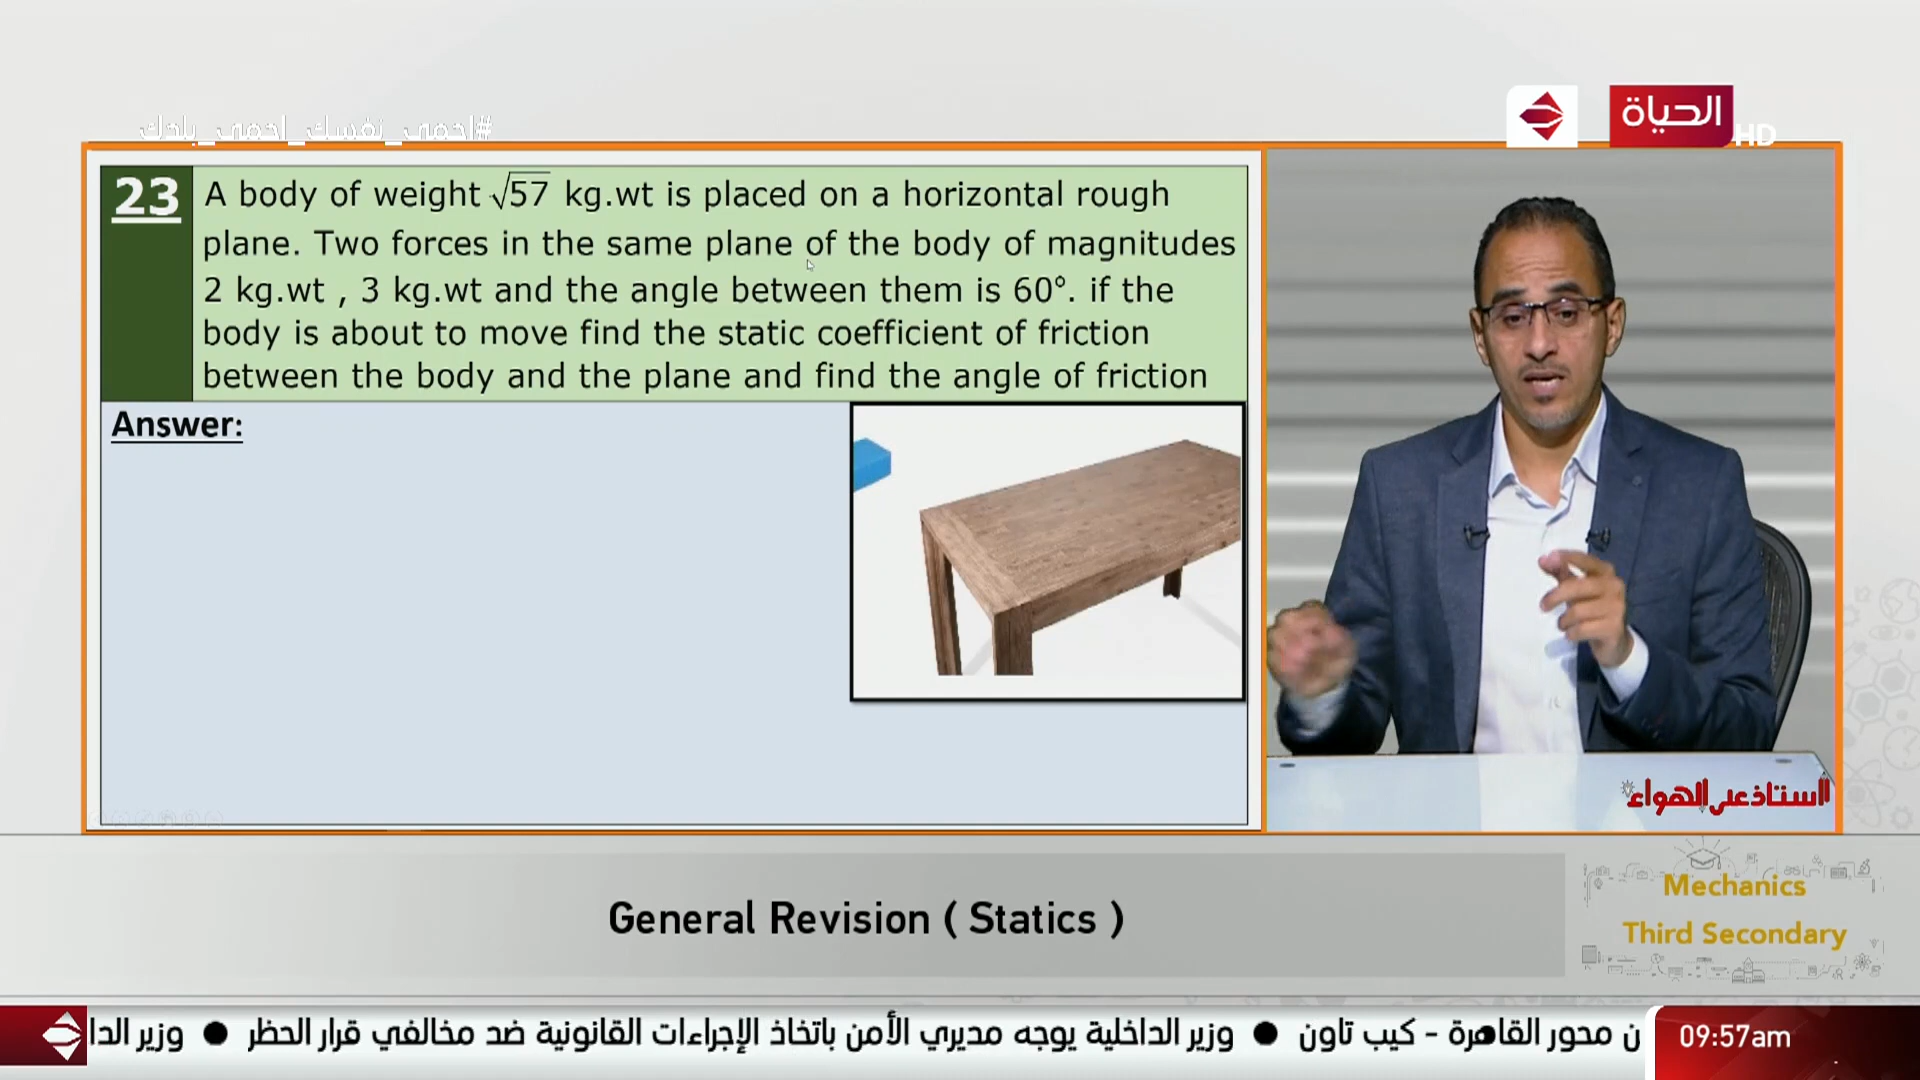 #احمي_نفسك_احمي_بلدك
الحياة
HD
23
A body of weight √57 kg.wt is placed on a horizontal rough
plane. Two forces in the same plane of the body of magnitudes
2 kg.wt , 3 kg.wt and the angle between them is 60°. if the
body is about to move find the static coefficient of friction
between the body and the plane and find the angle of friction
Answer:
أستاذ على الهواء
General Revision ( Statics )
Mechanics
Third Secondary
ن محور القاهرة - كيب تاون ● وزير الداخلية يوجه مديري الأمن باتخاذ الإجراءات القانونية ضد مخالفي قرار الحظر ● وزير الدا
09:57am